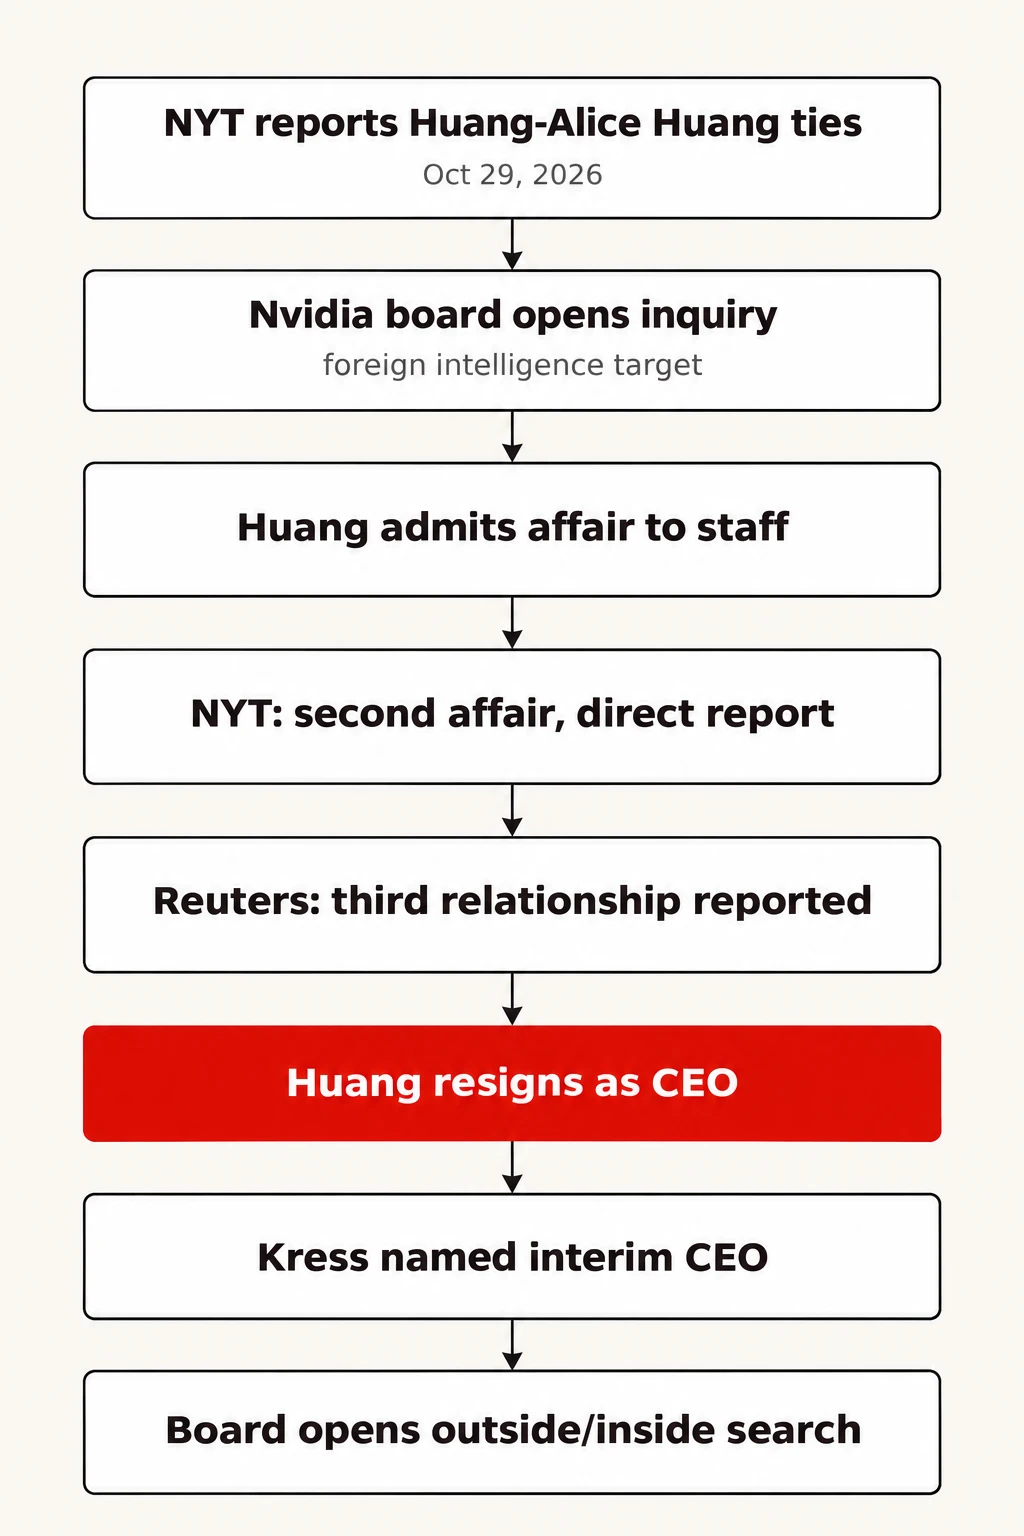 NYT reports Huang-Alice Huang ties
Oct 29, 2026
Nvidia board opens inquiry
foreign intelligence target
Huang admits affair to staff
NYT: second affair, direct report
Reuters: third relationship reported
Huang resigns as CEO
Kress named interim CEO
Board opens outside/inside search